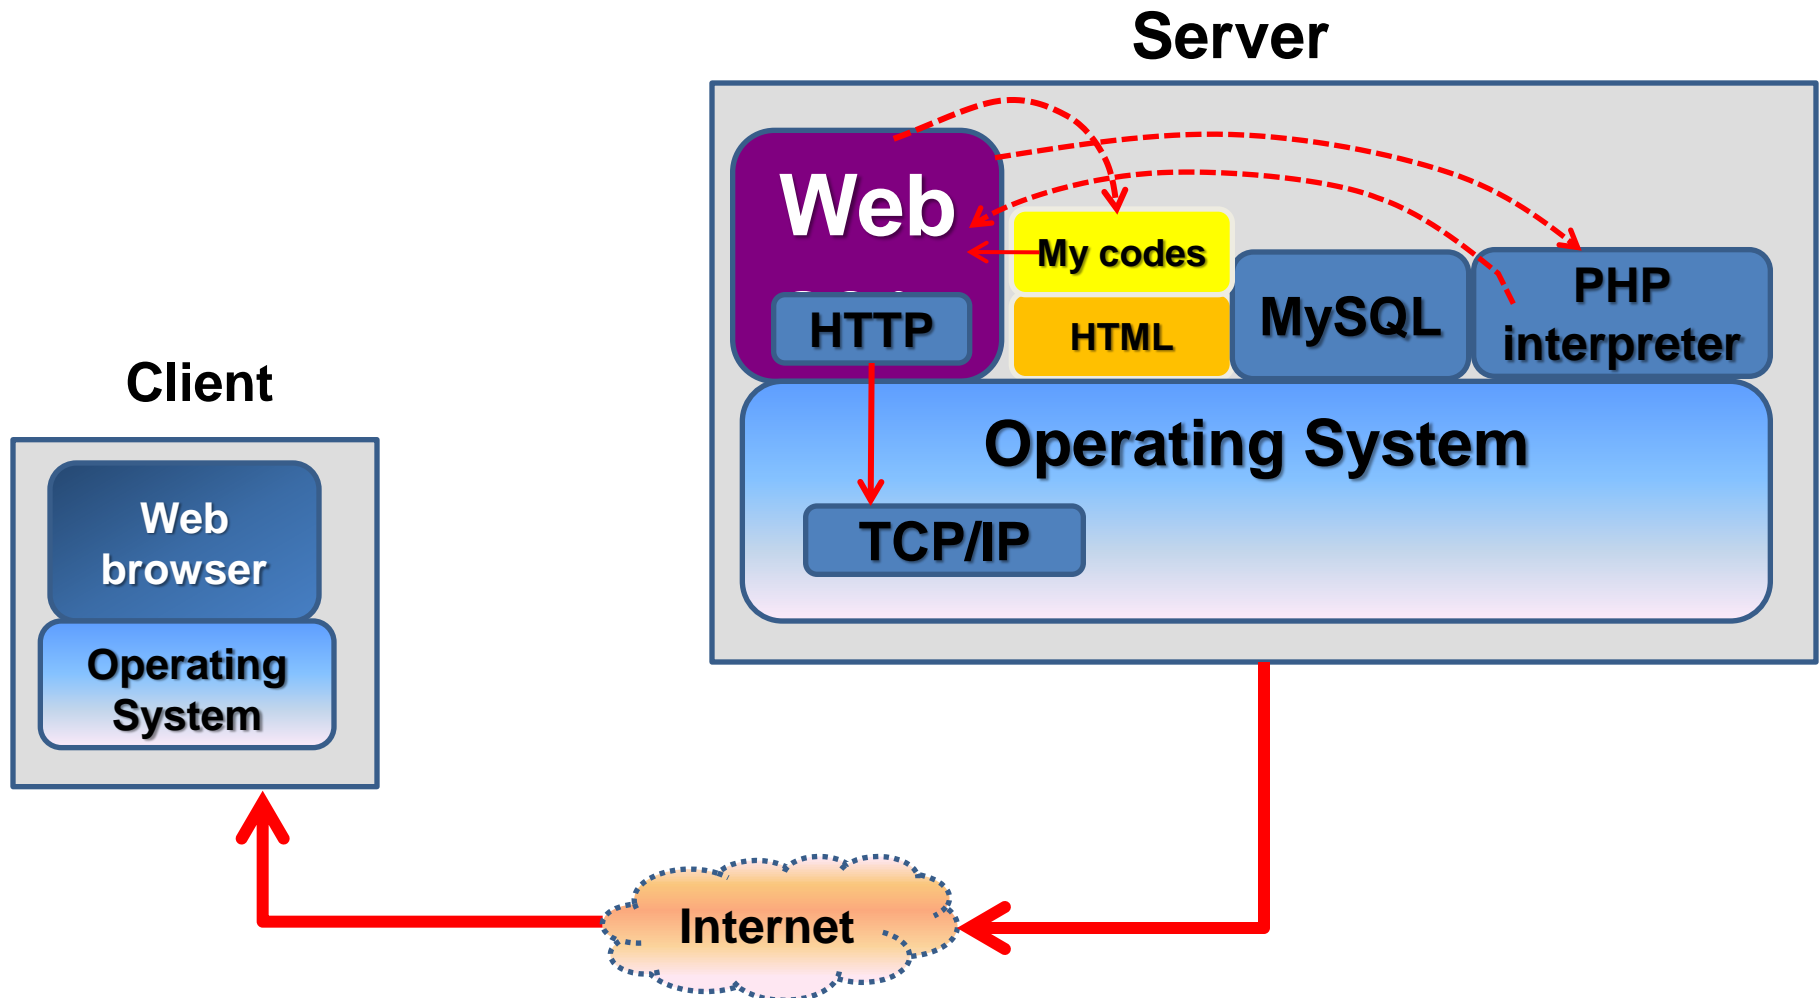 Server
Web
My codes
HTTP
HTML
MySQL
PHP
interpreter
Operating System
TCP/IP
Client
Web
browser
Operating
System
Internet